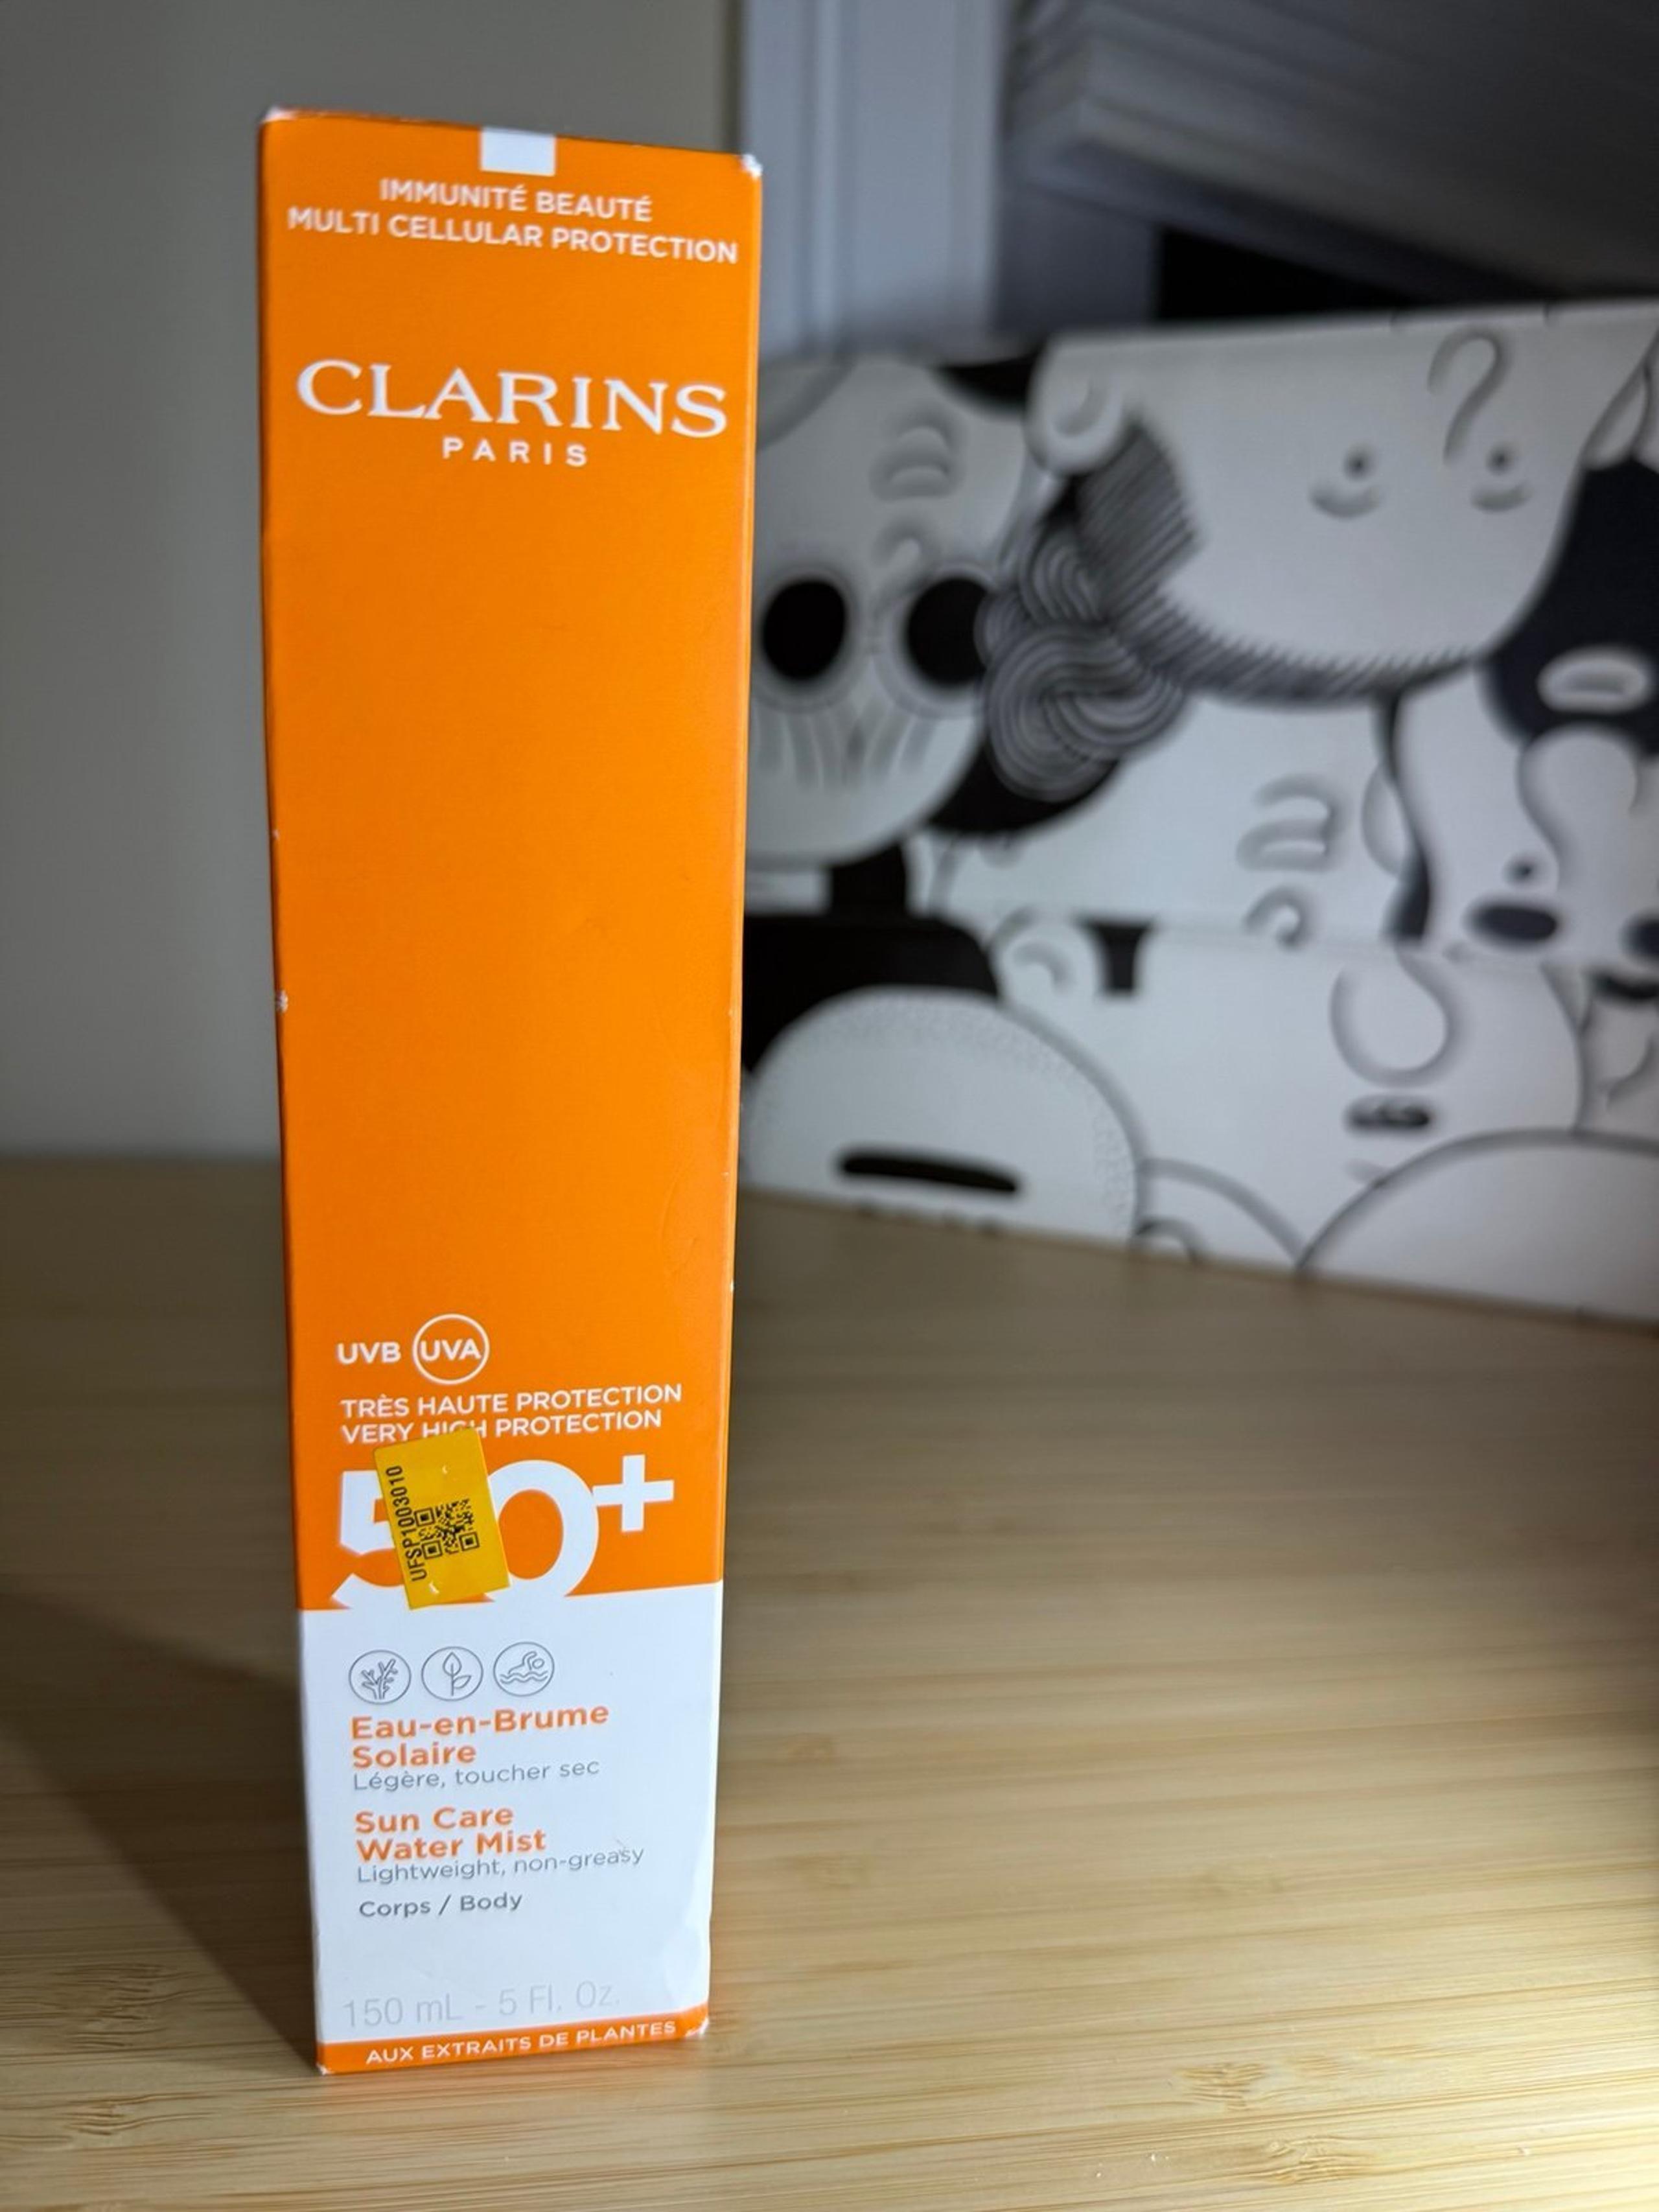 IMMUNITÉ BEAUTÉ
MULTI CELLULAR PROTECTION
CLARINS
PARIS
UVB UVA
TRÈS HAUTE PROTECTION
VERY HIGH PROTECTION
50+
UFSP1003010
Eau-en-Brume
Solaire
Légère, toucher sec
Sun Care
Water Mist
Lightweight, non-greasy
Corps / Body
150 mL - 5 Fl. Oz.
AUX EXTRAITS DE PLANTES